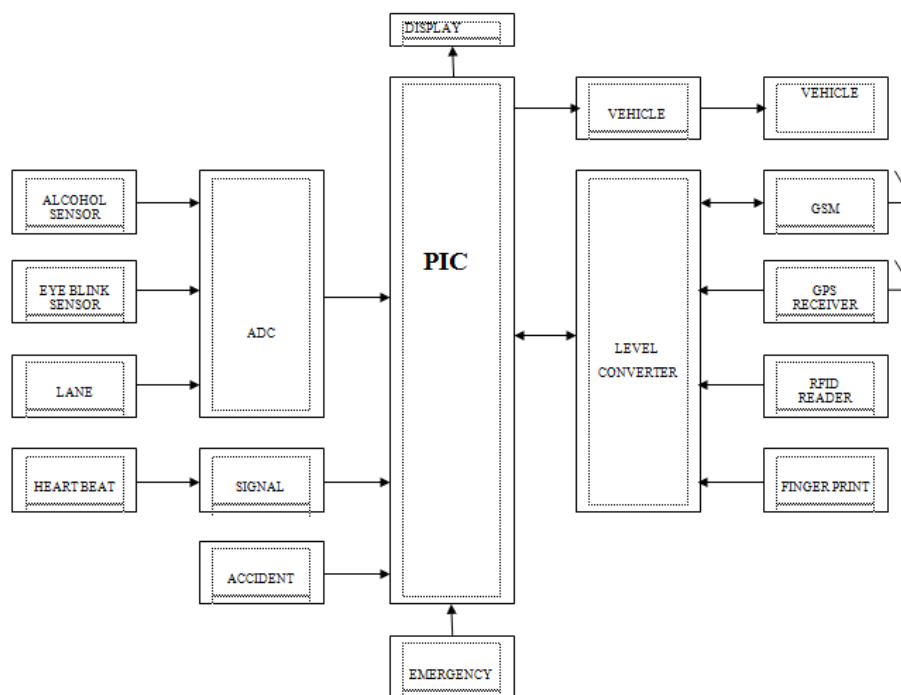 DISPLAY
VEHICLE
VEHICLE
ALCOHOL
SENSOR
GSM
PIC
EYE BLINK
SENSOR
GPS
RECEIVER
ADC
LEVEL
CONVERTER
LANE
RFID
READER
HEART BEAT
SIGNAL
FINGER PRINT
ACCIDENT
EMERGENCY